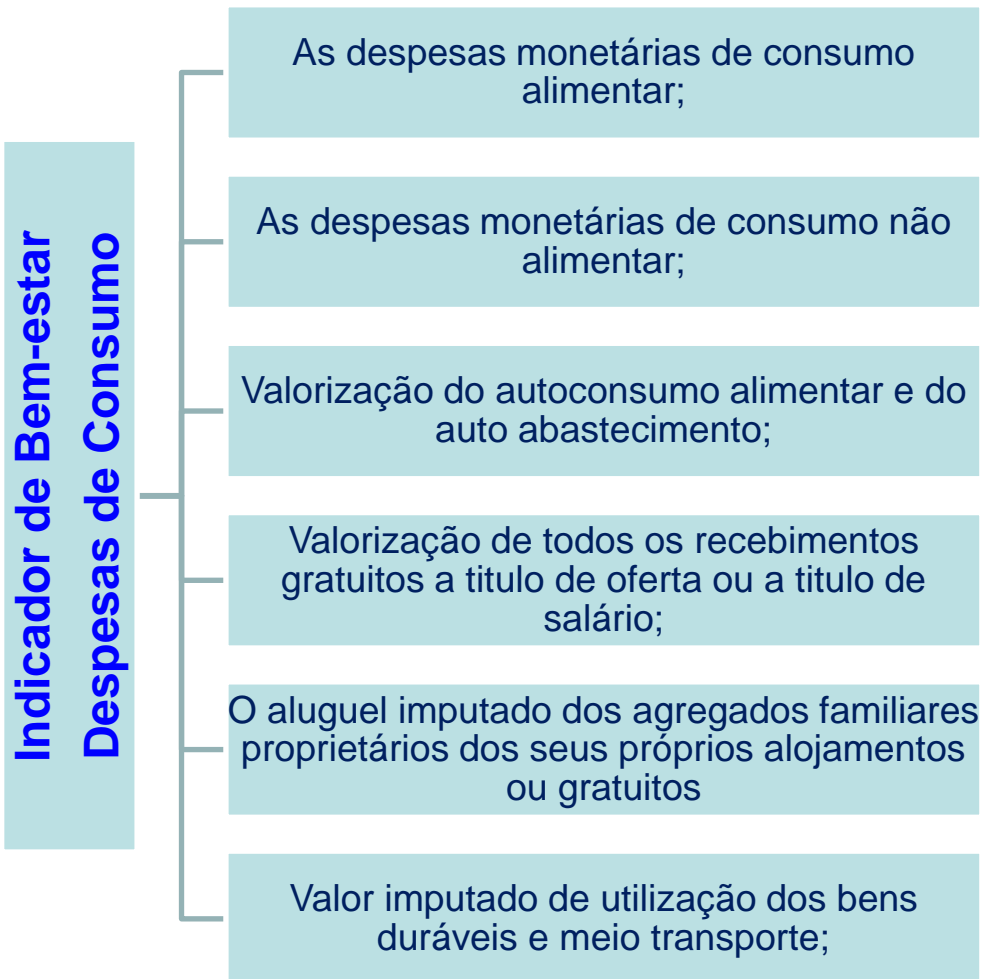 Indicador de Bem-estar
Despesas de Consumo
As despesas monetárias de consumo
alimentar;
As despesas monetárias de consumo não
alimentar;
Valorização do autoconsumo alimentar e do
auto abastecimento;
Valorização de todos os recebimentos
gratuitos a titulo de oferta ou a titulo de
salário;
O aluguel imputado dos agregados familiares
proprietários dos seus próprios alojamentos
ou gratuitos
Valor imputado de utilização dos bens
duráveis e meio transporte;